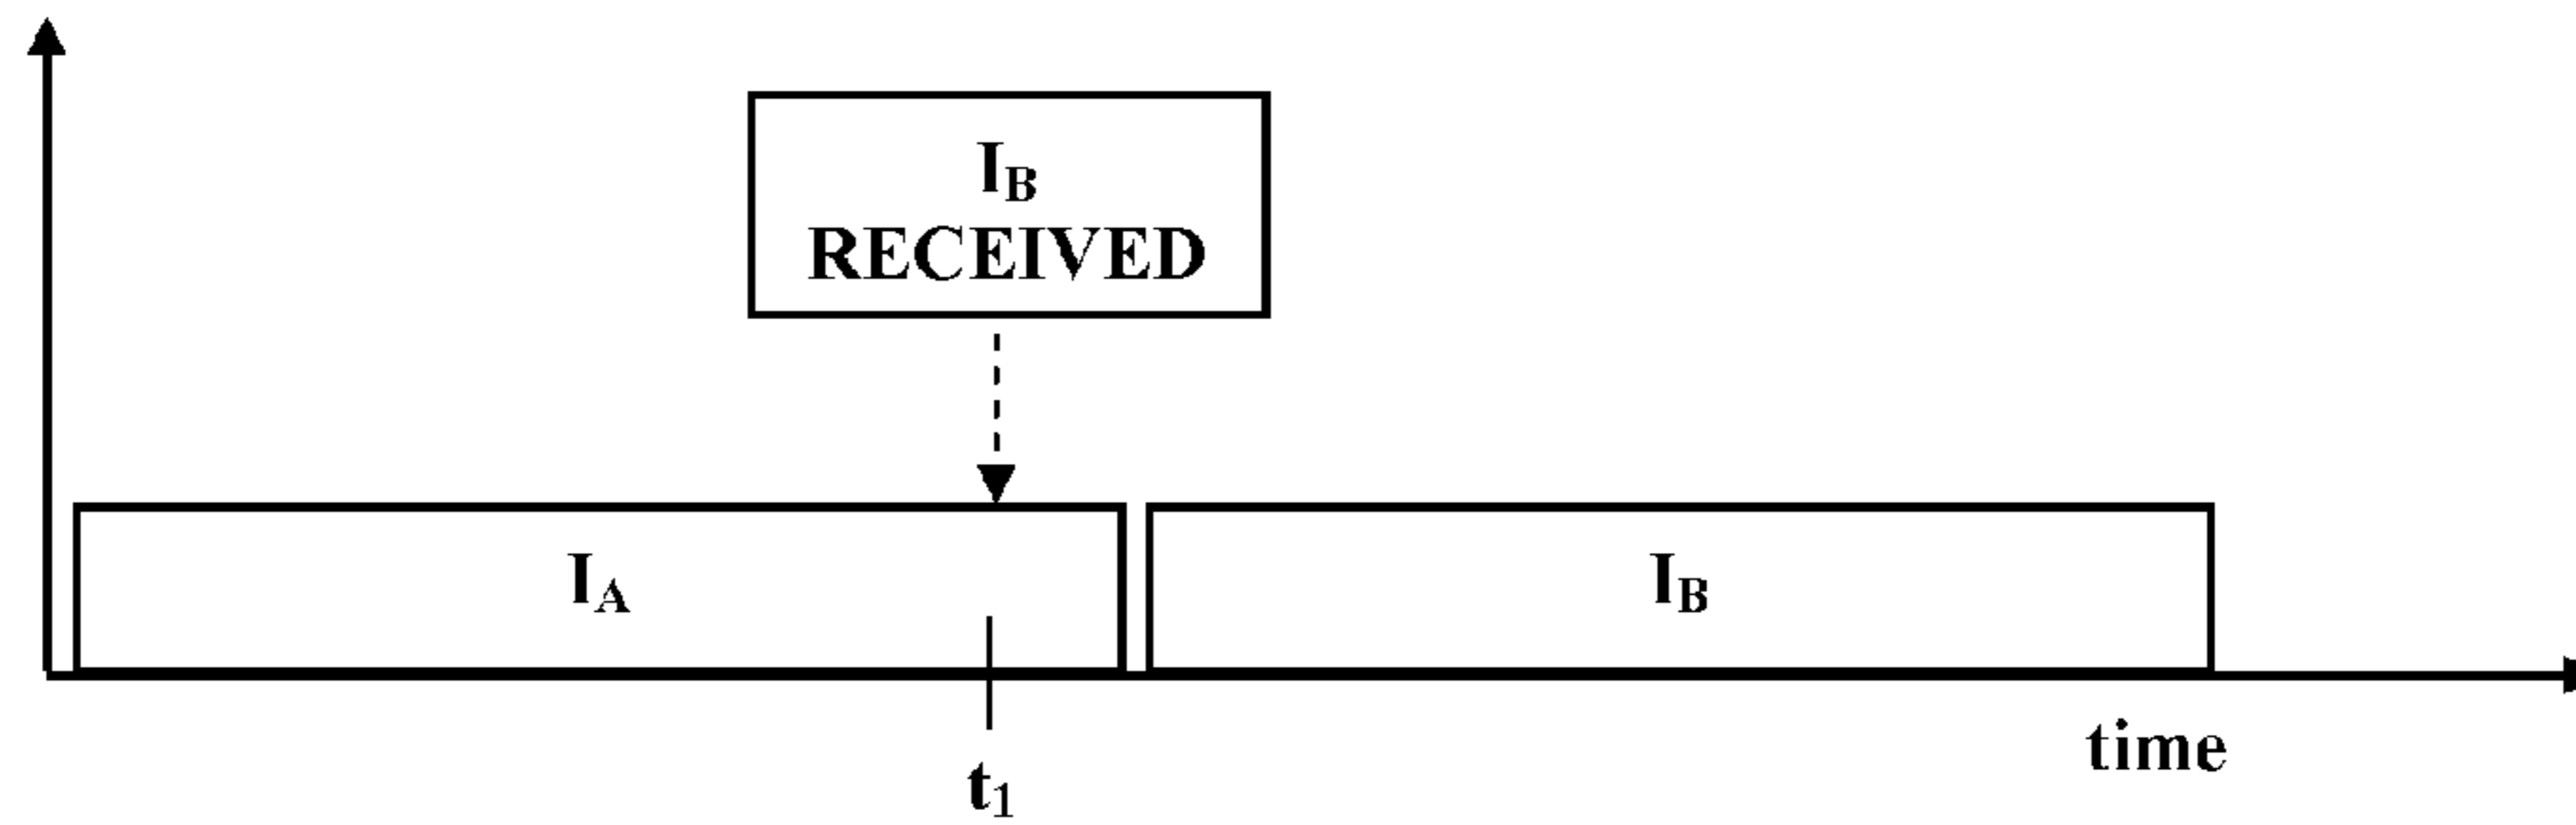 I_B
RECEIVED
I_A
I_B
time
t_1